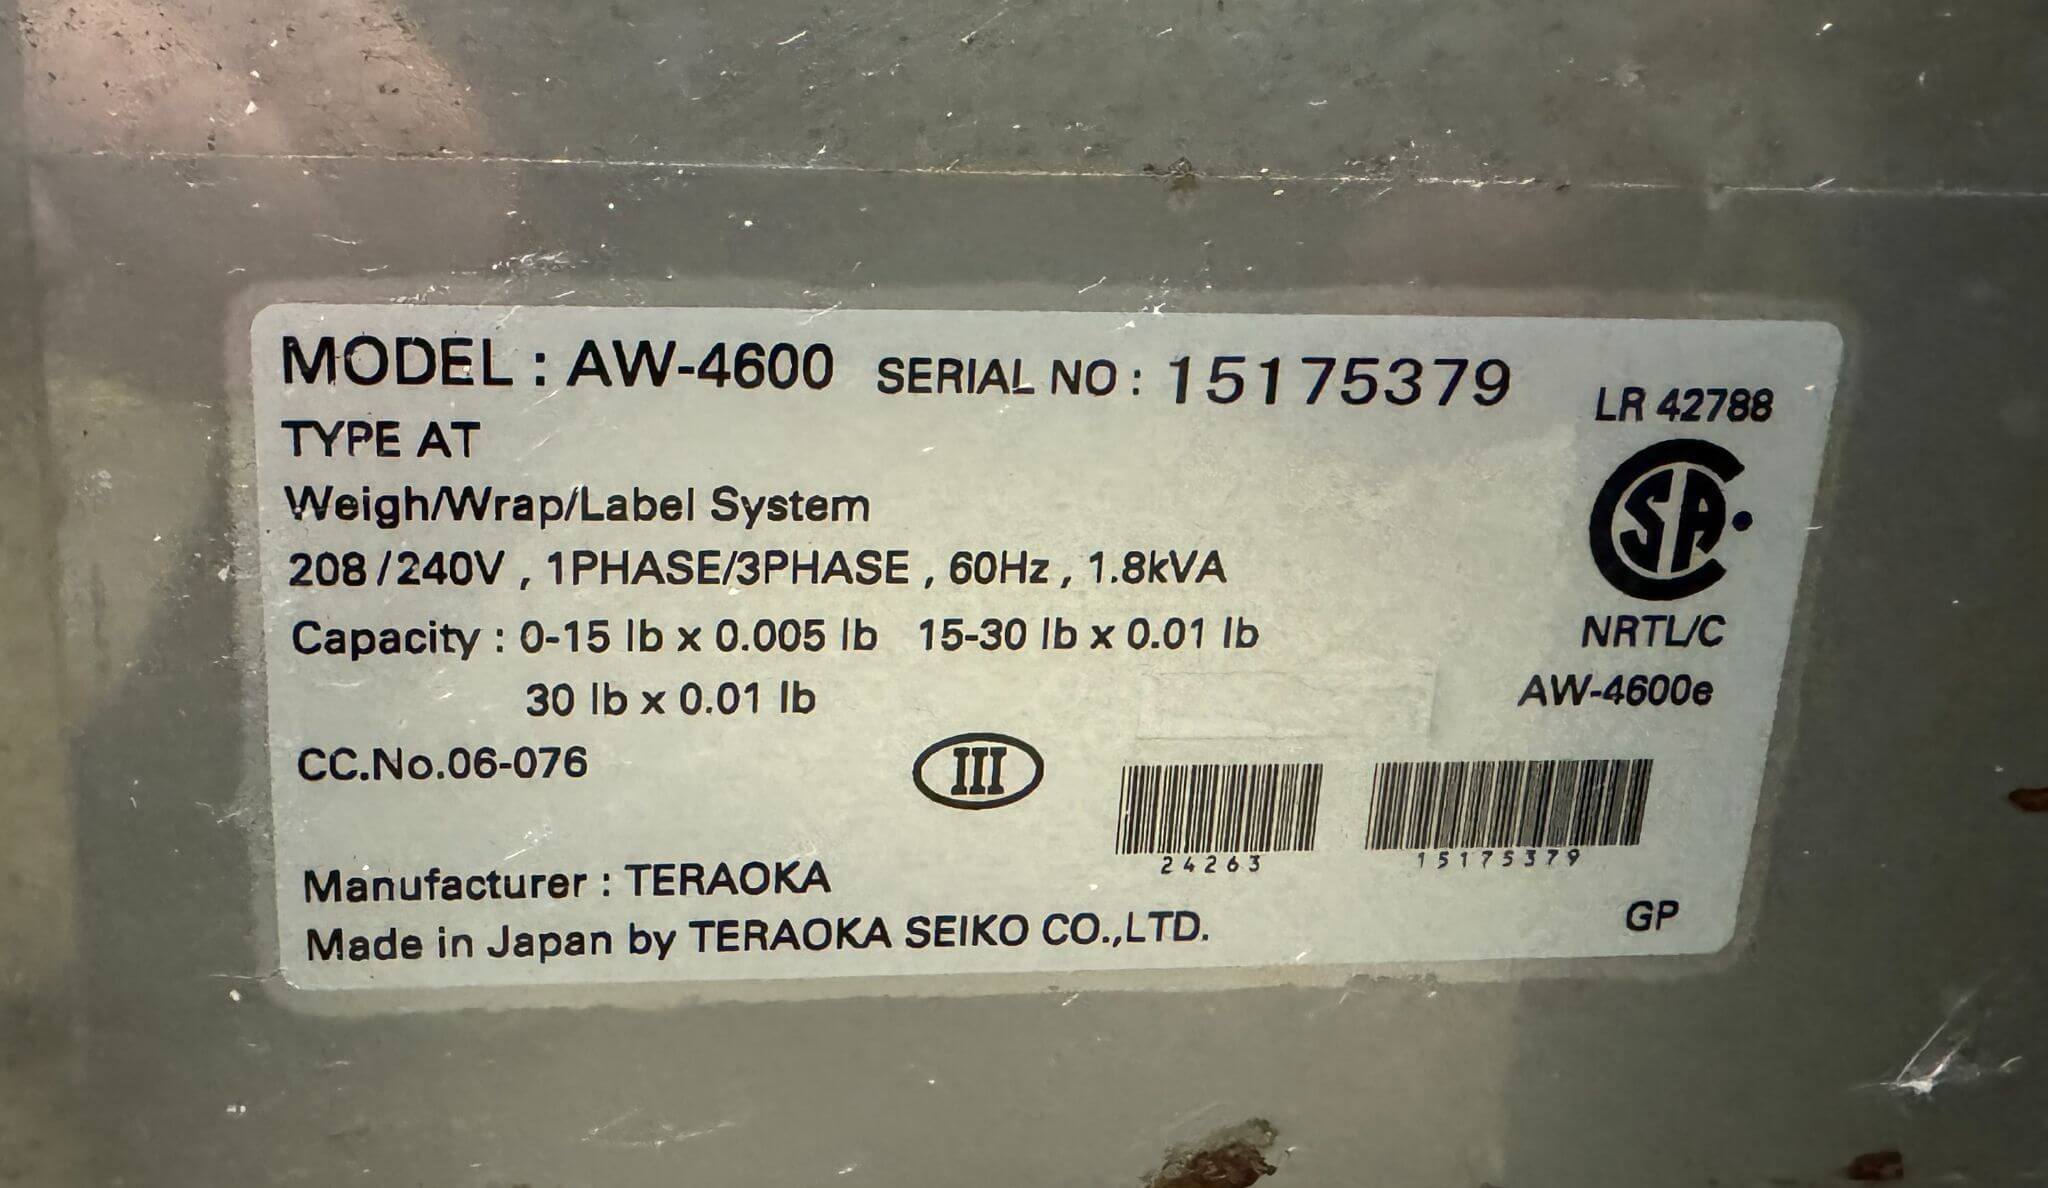 MODEL : AW-4600 SERIAL NO : 15175379
LR 42788
TYPE AT
Weigh/Wrap/Label System
208/240V , 1PHASE/3PHASE , 60Hz , 1.8kVA
SA
NRTL/C
Capacity : 0-15 lb x 0.005 lb 15-30 lb x 0.01 lb
30 lb x 0.01 lb
AW-4600e
CC.No.06-076
III
24263
15175379
Manufacturer : TERAOKA
Made in Japan by TERAOKA SEIKO CO.,LTD.
GP